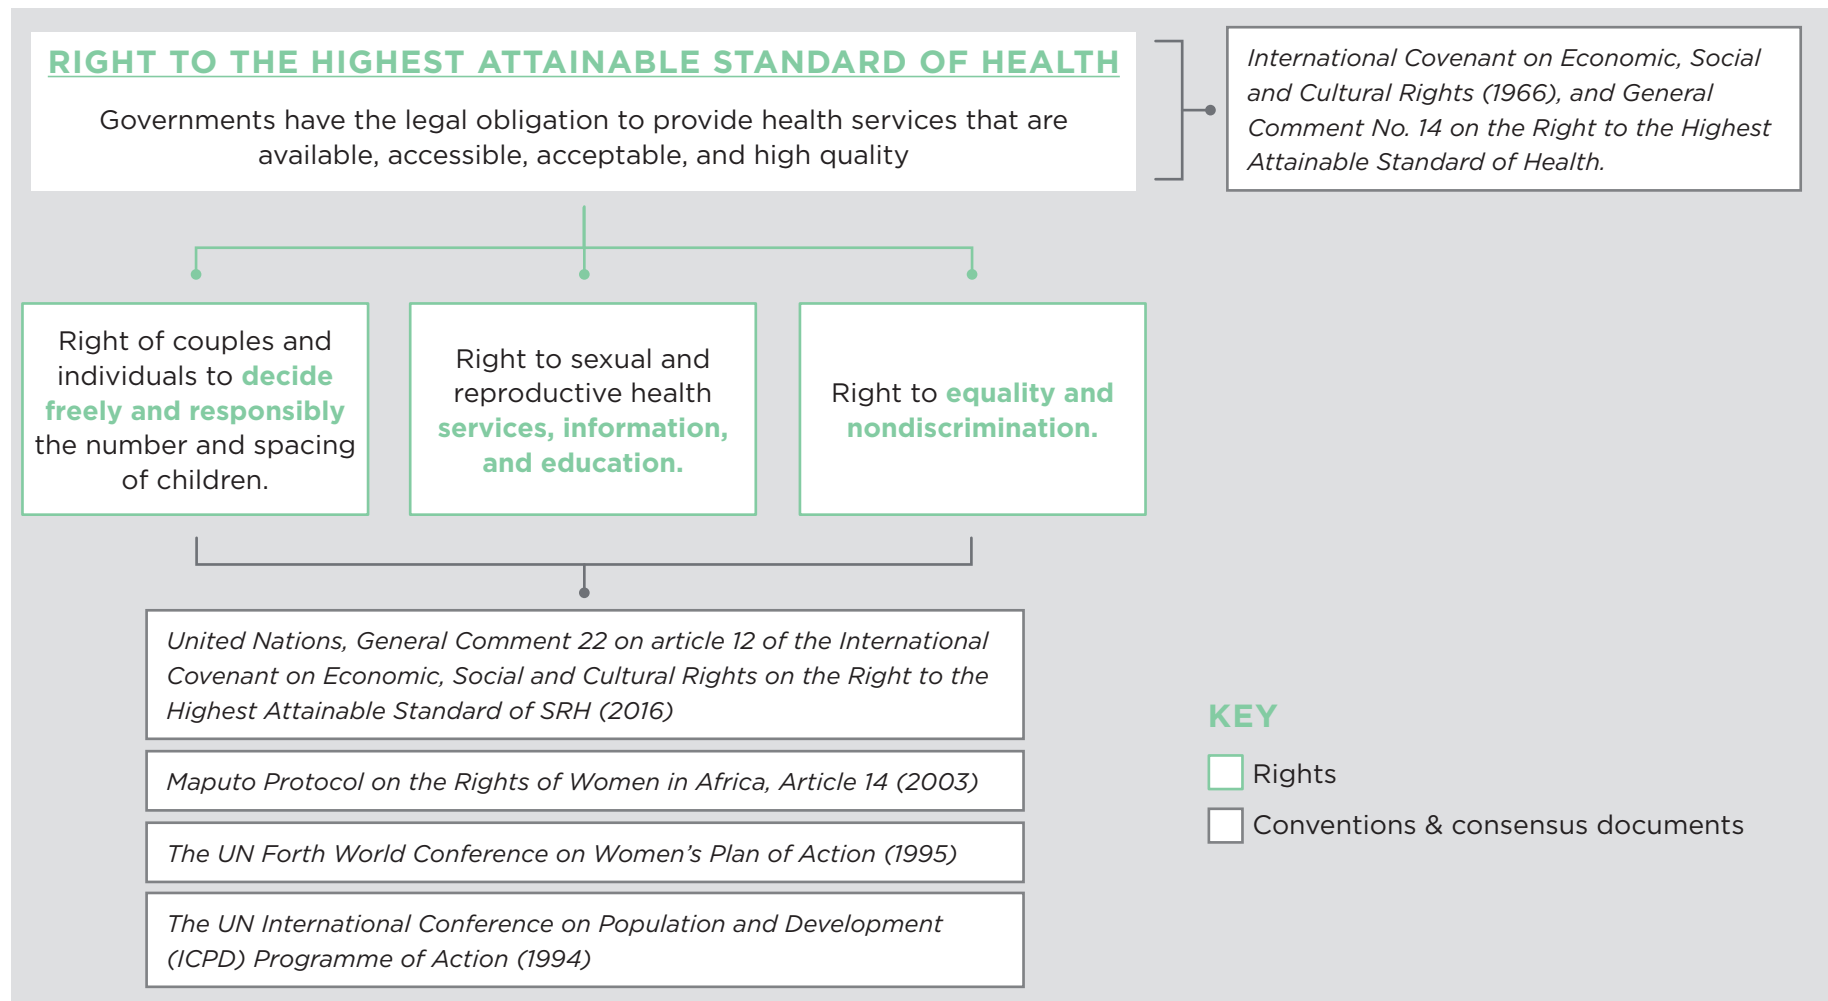 RIGHT TO THE HIGHEST ATTAINABLE STANDARD OF HEALTH
Governments have the legal obligation to provide health services that are
available, accessible, acceptable, and high quality
International Covenant on Economic, Social
and Cultural Rights (1966), and General
Comment No. 14 on the Right to the Highest
Attainable Standard of Health.
Right of couples and
individuals to decide
freely and responsibly
the number and spacing
of children.
Right to sexual and
reproductive health
services, information,
and education.
Right to equality and
nondiscrimination.
United Nations, General Comment 22 on article 12 of the International
Covenant on Economic, Social and Cultural Rights on the Right to the
Highest Attainable Standard of SRH (2016)
Maputo Protocol on the Rights of Women in Africa, Article 14 (2003)
The UN Forth World Conference on Women’s Plan of Action (1995)
The UN International Conference on Population and Development
(ICPD) Programme of Action (1994)
KEY
Rights
Conventions & consensus documents